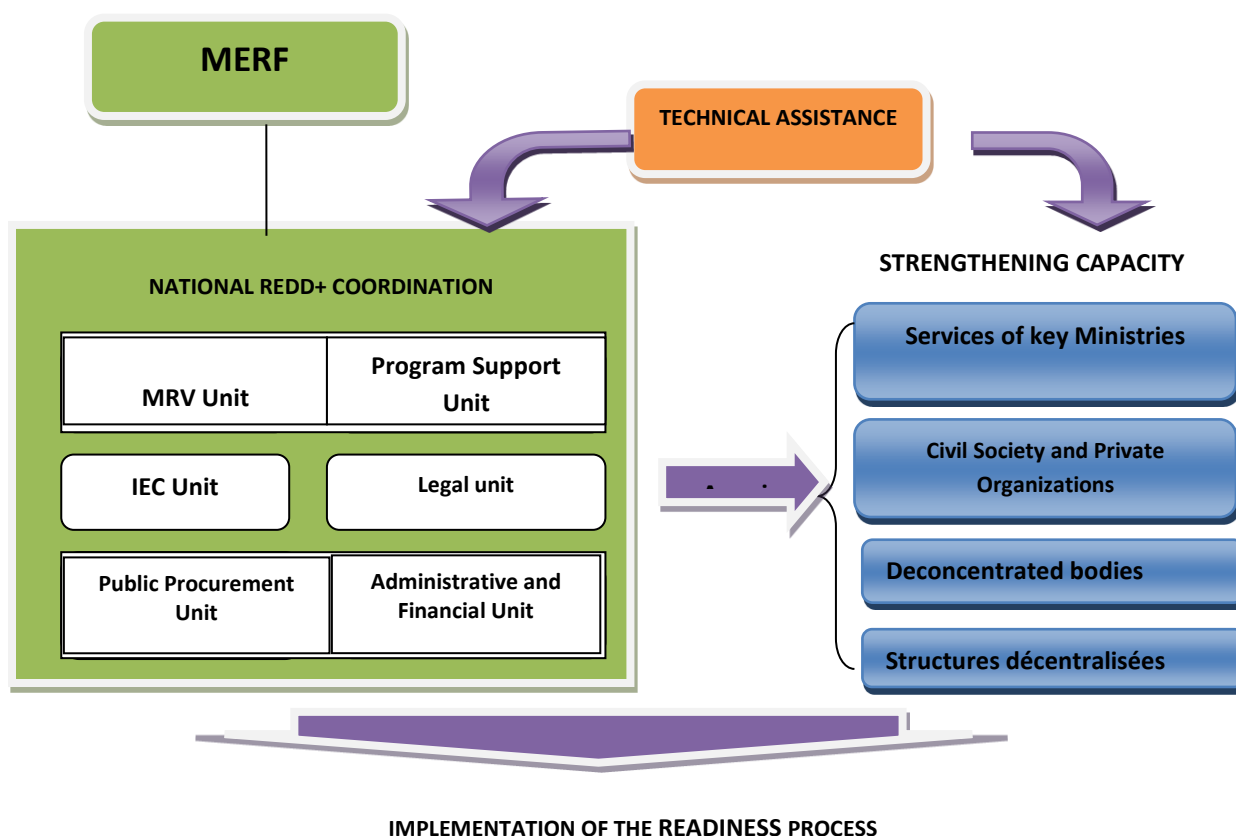 MERF
TECHNICAL ASSISTANCE
NATIONAL REDD+ COORDINATION
MRV Unit
Program Support
Unit
IEC Unit
Legal unit
Public Procurement
Unit
Administrative and
Financial Unit
STRENGTHENING CAPACITY
Services of key Ministries
Civil Society and Private
Organizations
Deconcentrated bodies
Structures décentralisées
IMPLEMENTATION OF THE READINESS PROCESS